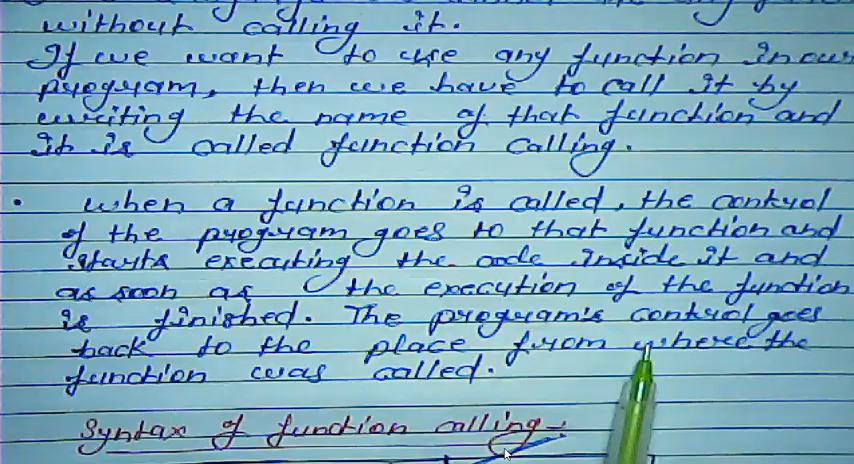 without calling it.
If we want to use any function in our
program, then we have to call it by
writing the name of that function and
it is called function calling.
• when a function is called, the control
of the program goes to that function and
starts executing the code inside it and
as soon as the execution of the function
is finished. The program's control goes
back to the place from where the
function was called.
Syntax of function calling:-